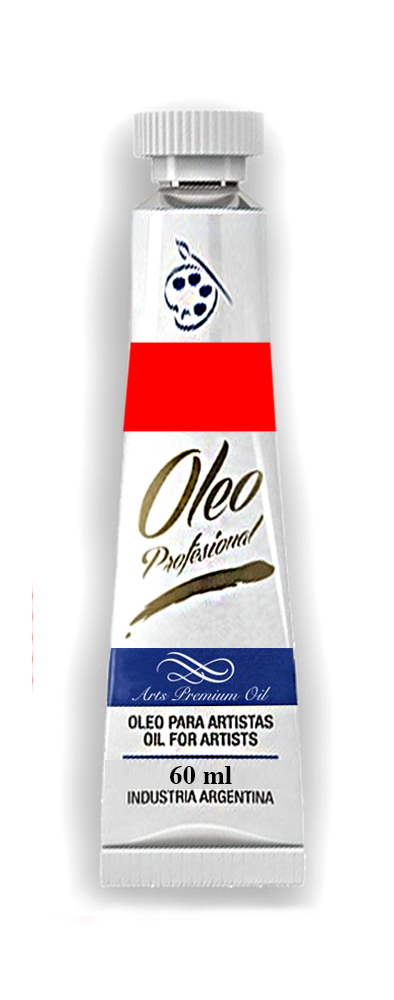 Oleo
Profesional
Arts Premium Oil
OLEO PARA ARTISTAS
OIL FOR ARTISTS
60 ml
INDUSTRIA ARGENTINA